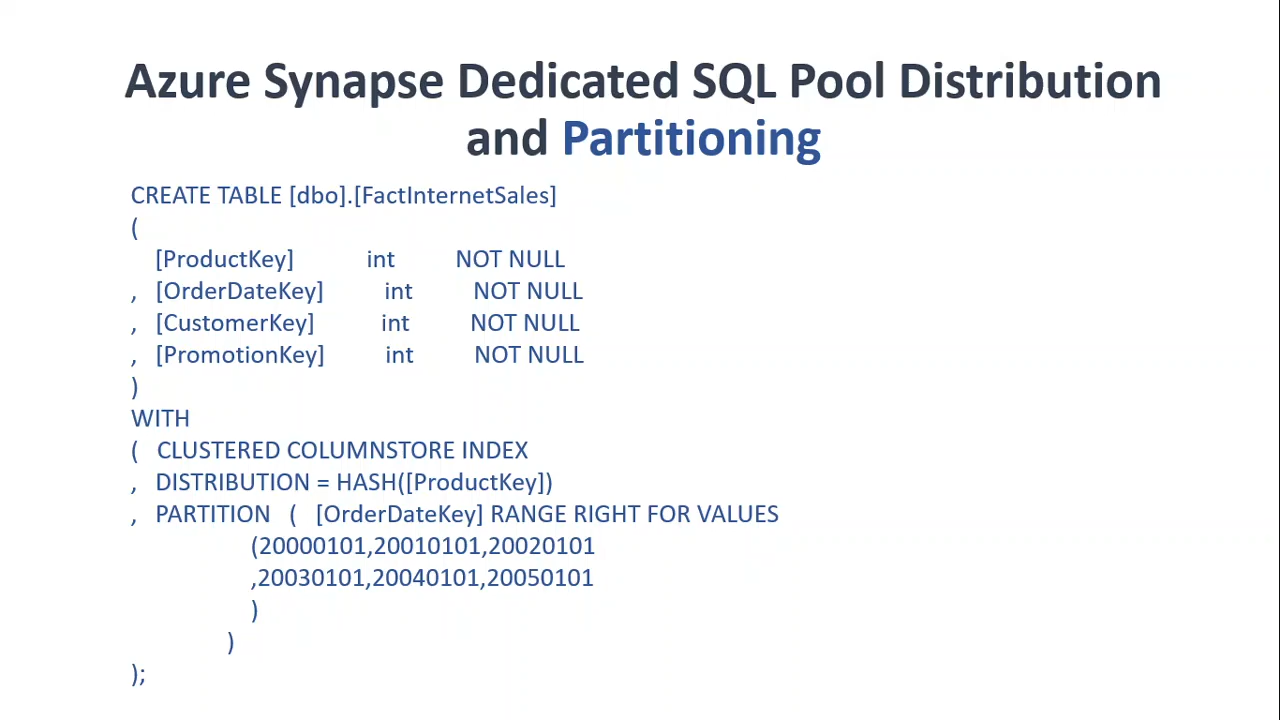 Azure Synapse Dedicated SQL Pool Distribution
and Partitioning
CREATE TABLE [dbo].[FactInternetSales]
(
[ProductKey] int NOT NULL
, [OrderDateKey] int NOT NULL
, [CustomerKey] int NOT NULL
, [PromotionKey] int NOT NULL
)
WITH
( CLUSTERED COLUMNSTORE INDEX
, DISTRIBUTION = HASH([ProductKey])
, PARTITION ( [OrderDateKey] RANGE RIGHT FOR VALUES
(20000101,20010101,20020101
,20030101,20040101,20050101
)
)
);